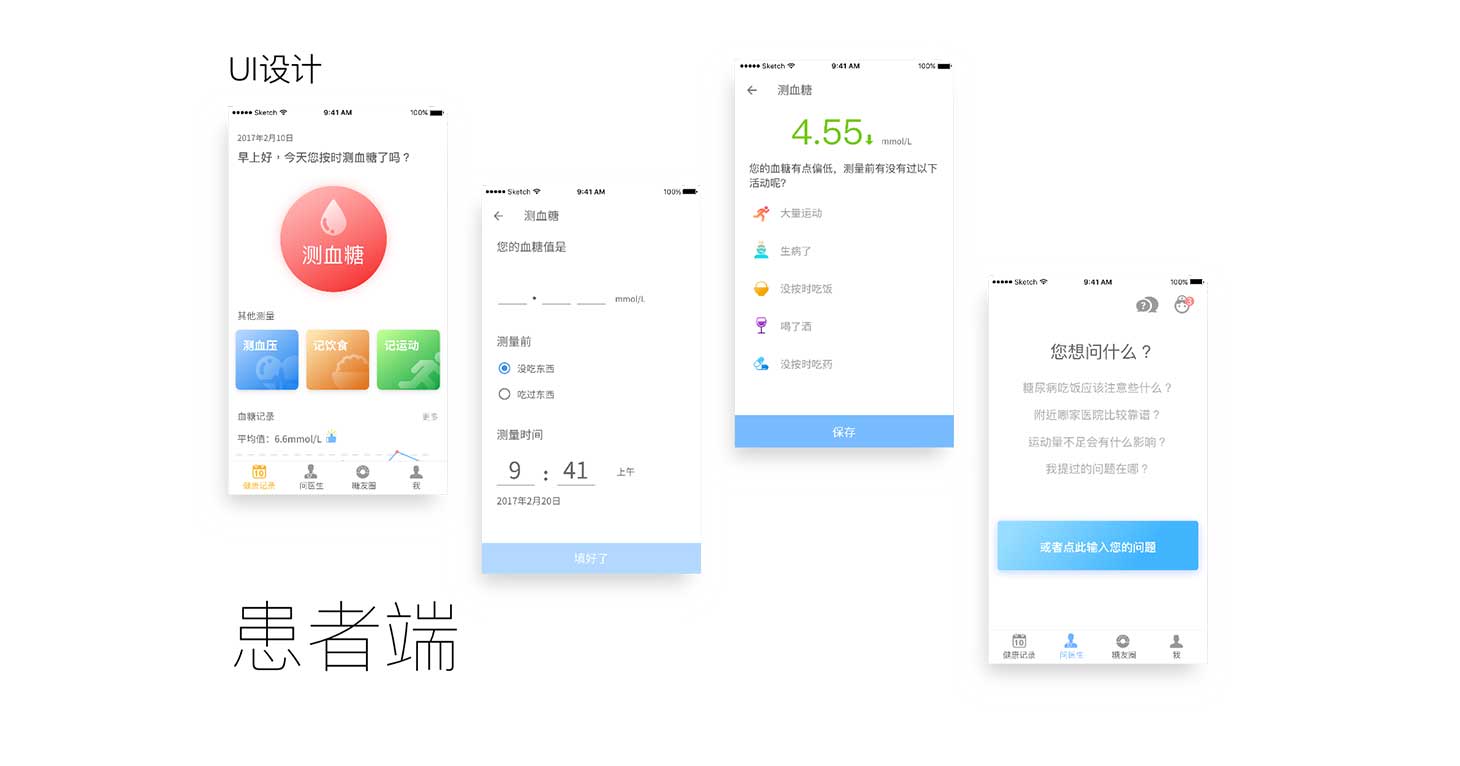 UI设计
●●●●● Sketch 9:41 AM 100%
2017年2月10日
早上好，今天您按时测血糖了吗？
测血糖
其他测量
测血压 记饮食 记运动
血糖记录 更多
平均值：6.6mmol/L
10
健康记录 问医生 糖友圈 我
●●●●● Sketch 9:41 AM 100%
测血糖
您的血糖值是
mmol/L
测量前
没吃东西
吃过东西
测量时间
9 : 41 上午
2017年2月20日
填好了
●●●●● Sketch 9:41 AM 100%
测血糖
4.55 mmol/L
您的血糖有点偏低，测量前有没有过以下
活动呢?
大量运动
生病了
没按时吃饭
喝了酒
没按时吃药
保存
●●●●● Sketch 9:41 AM 100%
? 3
您想问什么？
糖尿病吃饭应该注意些什么？
附近哪家医院比较靠谱？
运动量不足会有什么影响？
我提过的问题在哪？
或者点此输入您的问题
10
健康记录 问医生 糖友圈 我
患者端